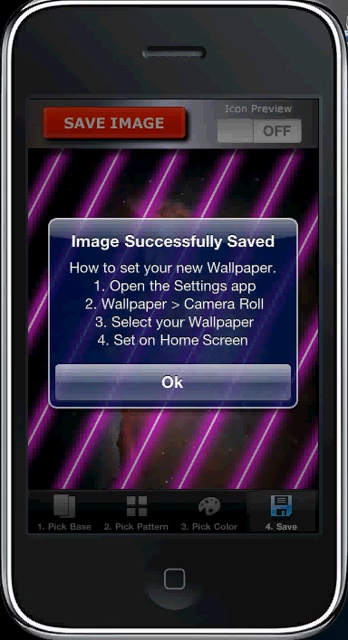 Icon Preview
SAVE IMAGE
OFF
Image Successfully Saved
How to set your new Wallpaper.
1. Open the Settings app
2. Wallpaper > Camera Roll
3. Select your Wallpaper
4. Set on Home Screen
Ok
1. Pick Base 2. Pick Pattern 3. Pick Color 4. Save